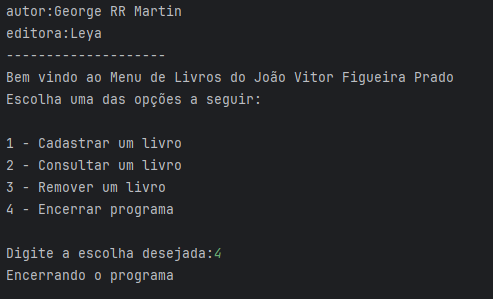 autor:George RR Martin
editora:Leya
--------------------
Bem vindo ao Menu de Livros do João Vitor Figueira Prado
Escolha uma das opções a seguir:
1 - Cadastrar um livro
2 - Consultar um livro
3 - Remover um livro
4 - Encerrar programa
Digite a escolha desejada:4
Encerrando o programa